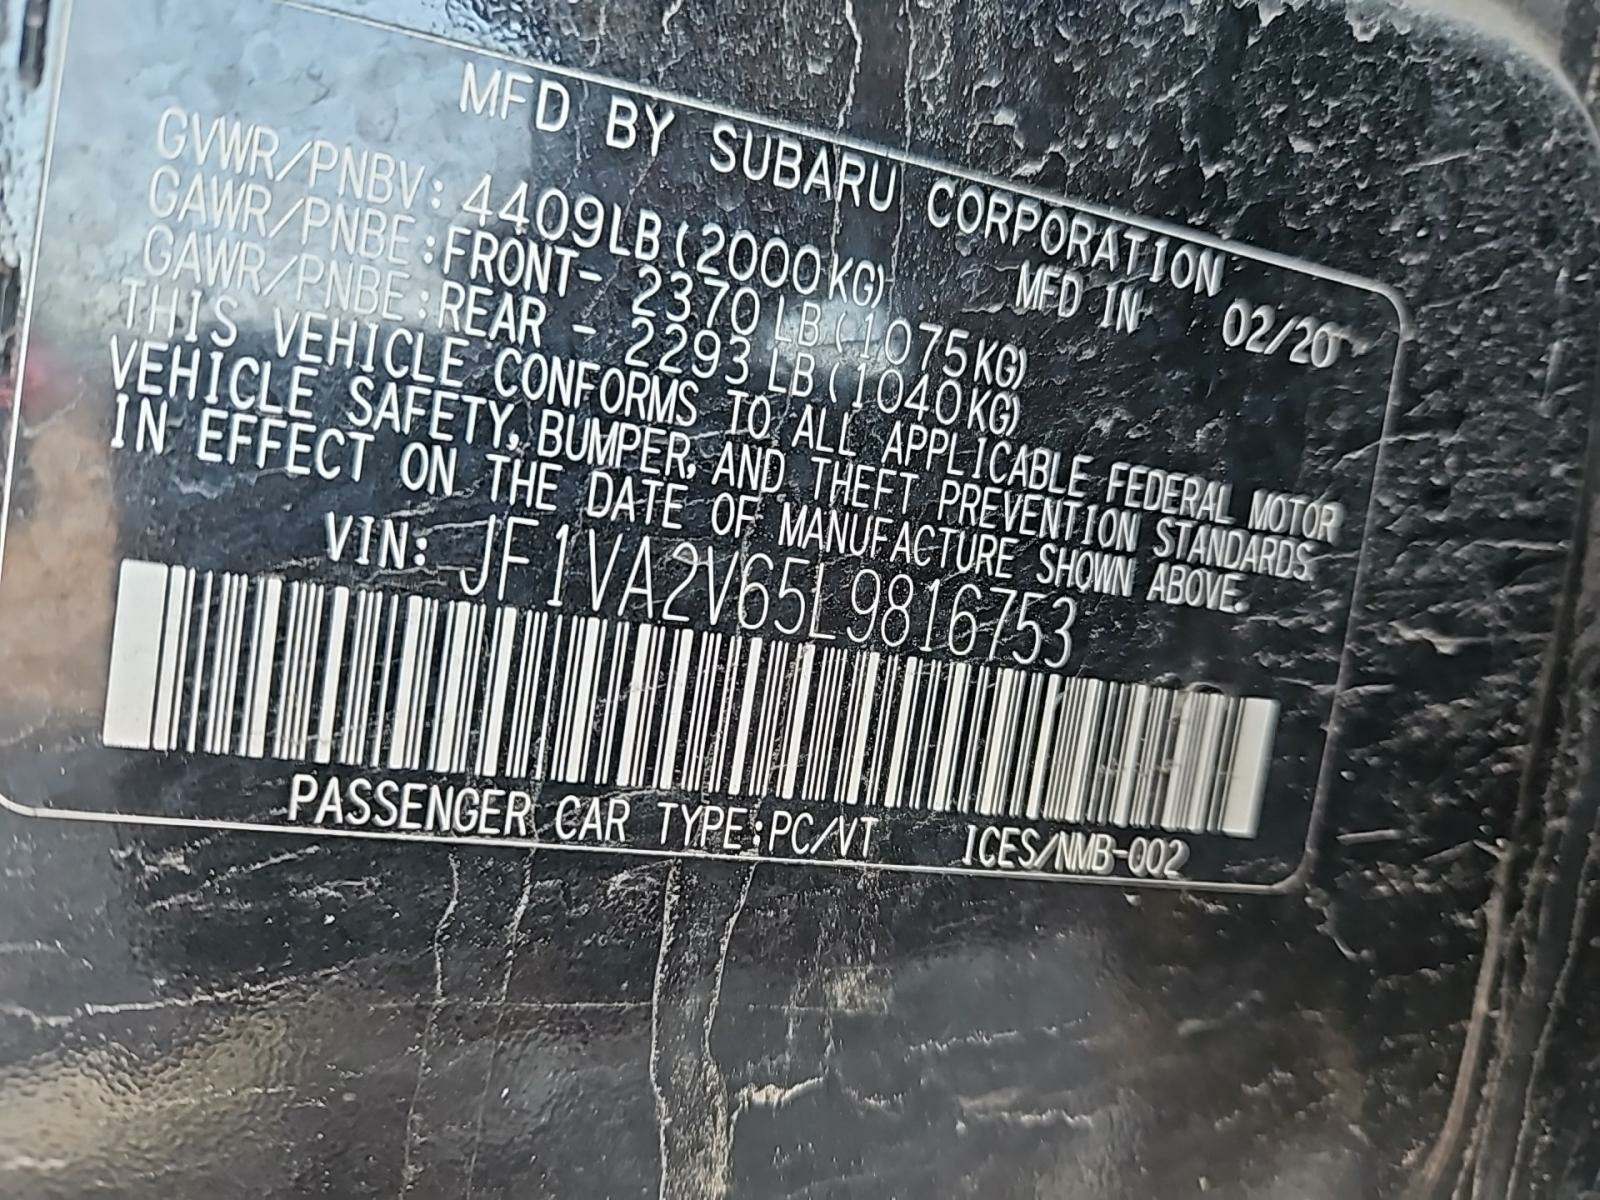 MFD BY SUBARU CORPORATION
GVWR/PNBV: 4409LB(2000KG) MFD IN 02/20
GAWR/PNBE:FRONT- 2370LB(1075KG)
GAWR/PNBE:REAR - 2293LB(1040KG)
THIS VEHICLE CONFORMS TO ALL APPLICABLE FEDERAL MOTOR
VEHICLE SAFETY, BUMPER, AND THEFT PREVENTION STANDARDS
IN EFFECT ON THE DATE OF MANUFACTURE SHOWN ABOVE.
VIN: JF1VA2V65L9816753
PASSENGER CAR TYPE:PC/VT ICES/NMB-002